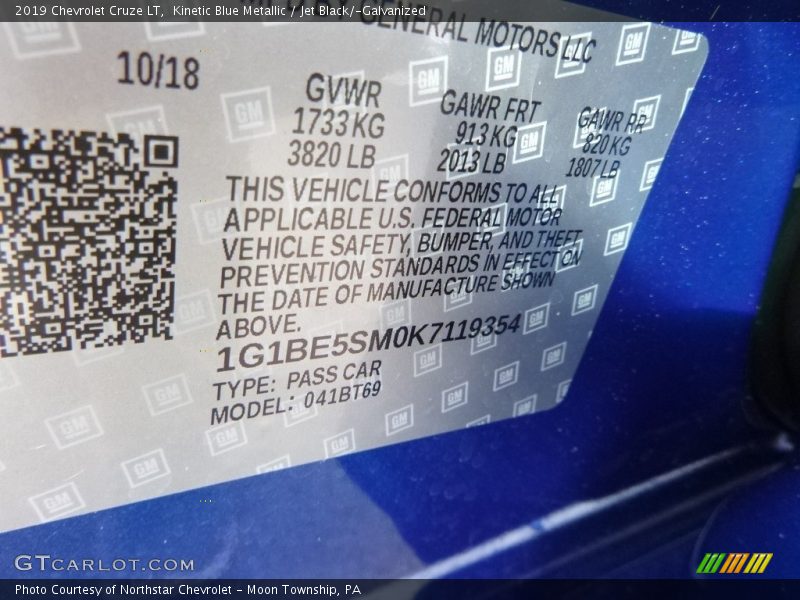 2019 Chevrolet Cruze LT, Kinetic Blue Metallic / Jet Black/­Galvanized
BY GENERAL MOTORS LLC
10/18
GVWR
1733 KG
3820 LB
GAWR FRT
913 KG
2013 LB
GAWR RR
820 KG
1807 LB
THIS VEHICLE CONFORMS TO ALL
APPLICABLE U.S. FEDERAL MOTOR
VEHICLE SAFETY, BUMPER, AND THEFT
PREVENTION STANDARDS IN EFFECT ON
THE DATE OF MANUFACTURE SHOWN
ABOVE.
1G1BE5SM0K7119354
TYPE: PASS CAR
MODEL: 041BT69
GTCARLOT.COM
Photo Courtesy of Northstar Chevrolet - Moon Township, PA